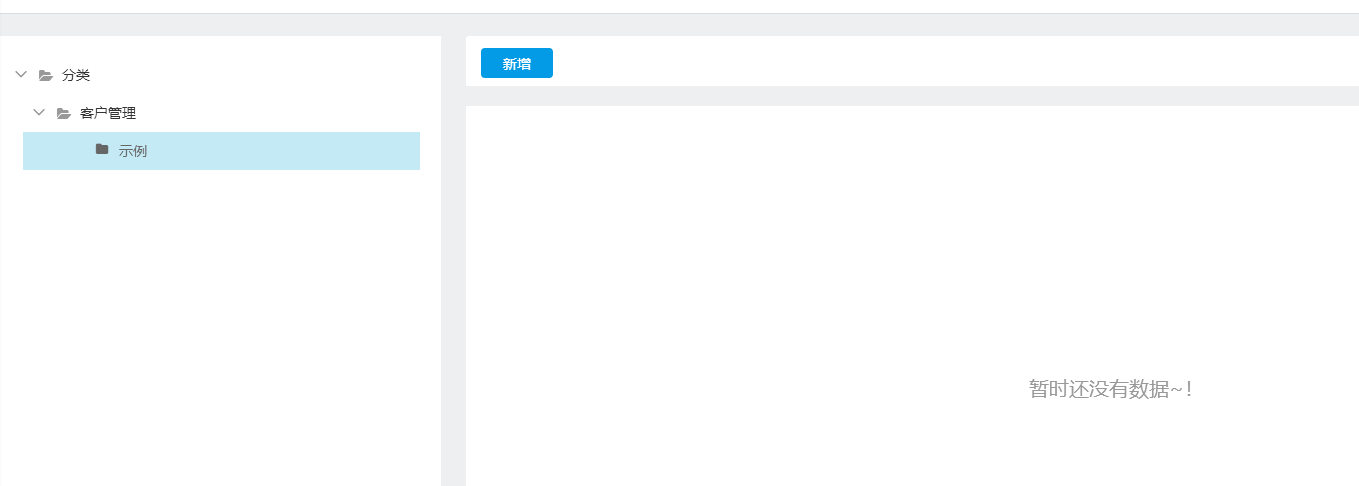 分类
客户管理
示例
新增
暂时还没有数据~!